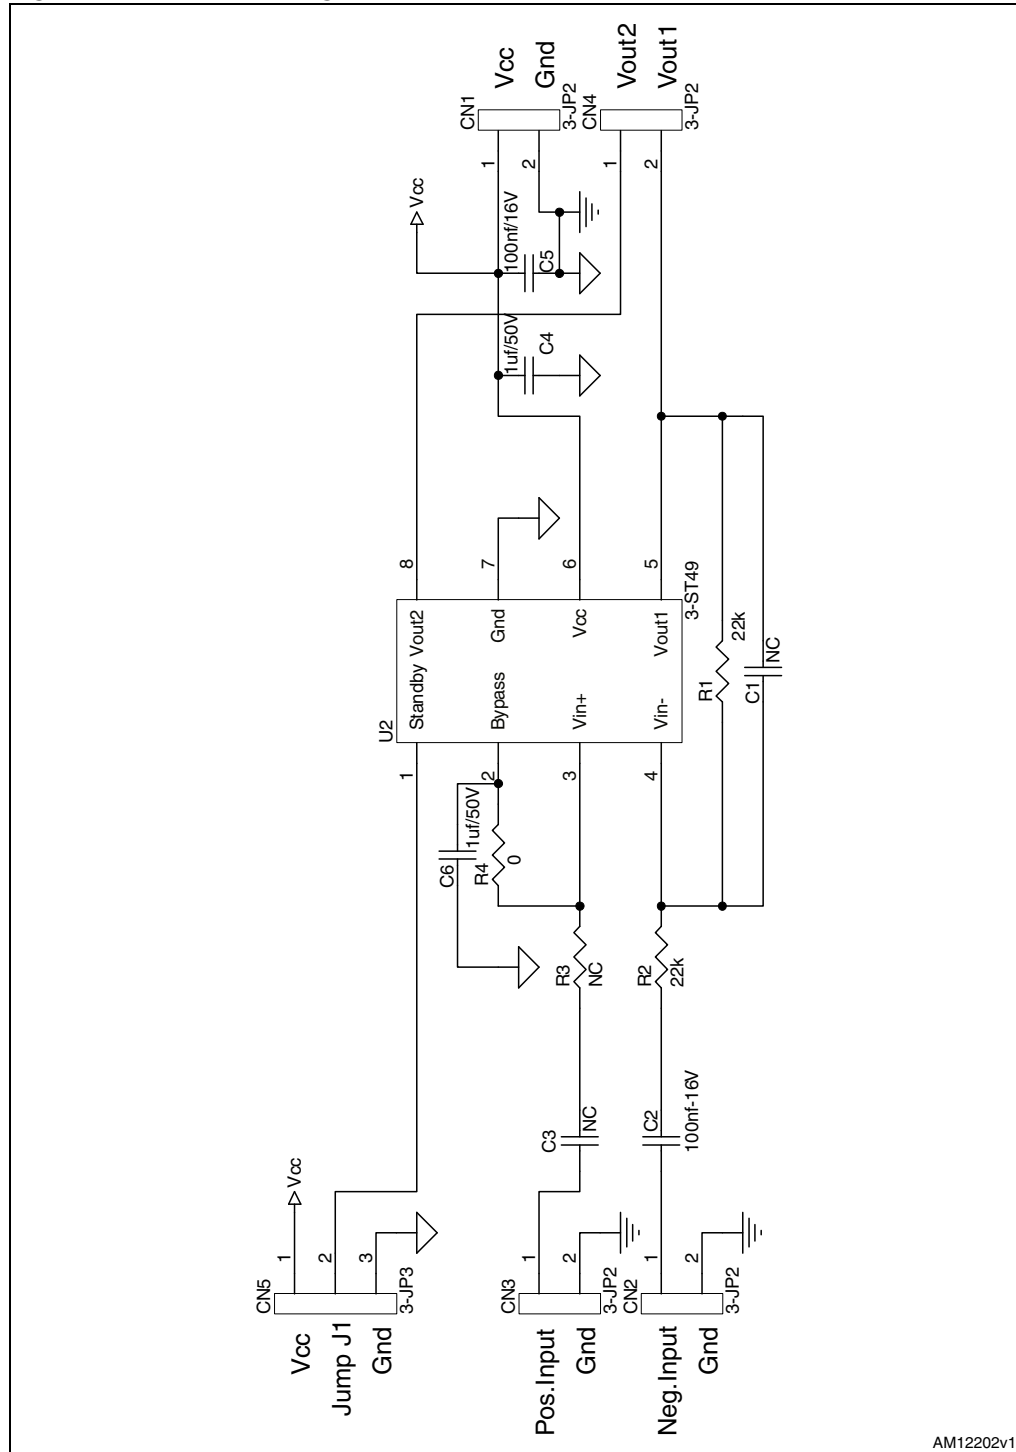 CN5
Vcc
Jump J1
Gnd
1
2
3
3-JP3
Vcc
CN3
Pos.Input
Gnd
1
2
3-JP2
CN2
Neg.Input
Gnd
1
2
3-JP2
C3
NC
C2
100nf-16V
R3
NC
R2
22k
C6
1uf/50V
R4
0
1
2
3
4
U2
Standby Vout2
Bypass
Gnd
Vin+
Vcc
Vin-
Vout1
3-ST49
8
7
6
5
R1
22k
C1
NC
1uf/50V
C4
100nf/16V
C5
Vcc
CN1
1
2
3-JP2
Vcc
Gnd
CN4
1
2
3-JP2
Vout2
Vout1
AM12202v1